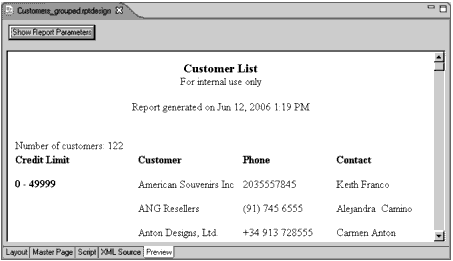 Customers_grouped.rptdesign
Show Report Parameters
Customer List
For internal use only
Report generated on Jun 12, 2006 1:19 PM
Number of customers: 122
Credit Limit Customer Phone Contact
0 - 49999 American Souvenirs Inc 2035557845 Keith Franco
ANG Resellers (91) 745 6555 Alejandra Camino
Anton Designs, Ltd. +34 913 728555 Carmen Anton
Layout Master Page Script XML Source Preview